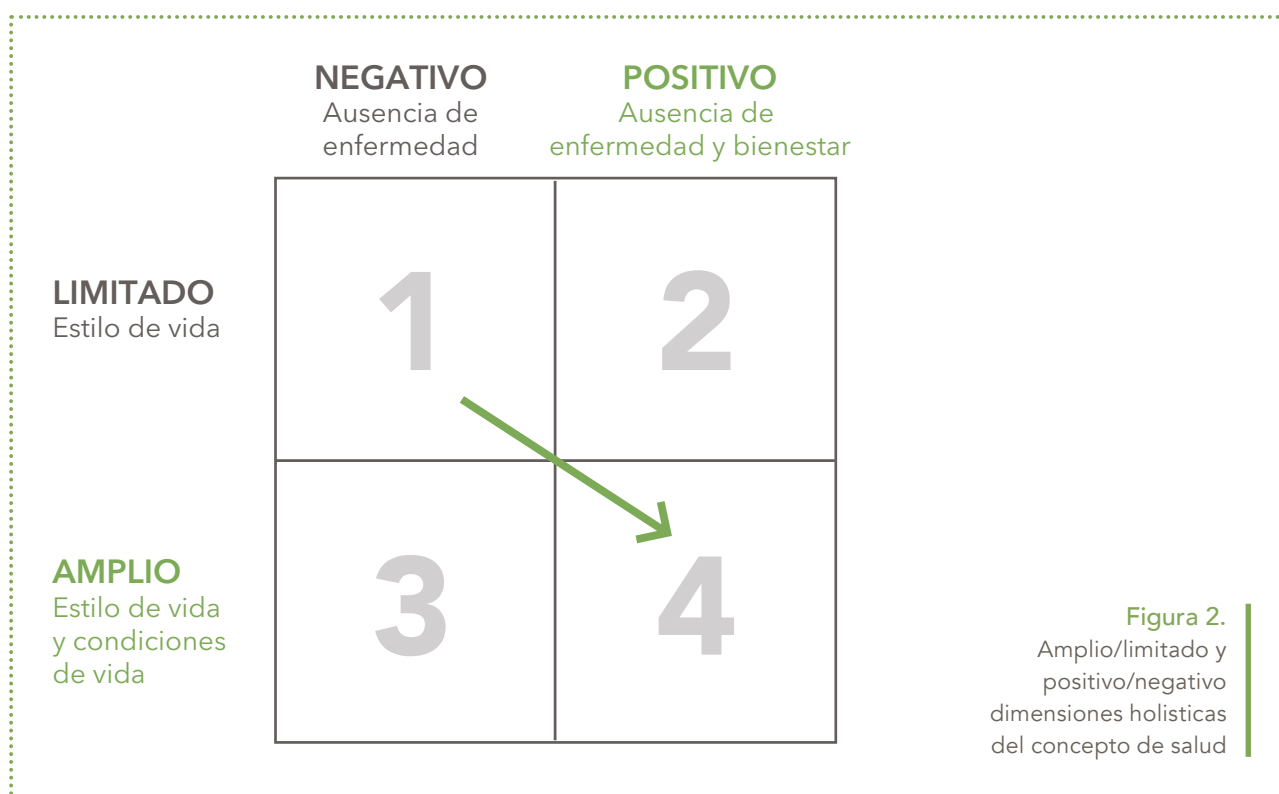 NEGATIVO
Ausencia de
enfermedad
POSITIVO
Ausencia de
enfermedad y bienestar
LIMITADO
Estilo de vida
1
2
AMPLIO
Estilo de vida
y condiciones
de vida
3
4
Figura 2.
Amplio/limitado y
positivo/negativo
dimensiones holisticas
del concepto de salud